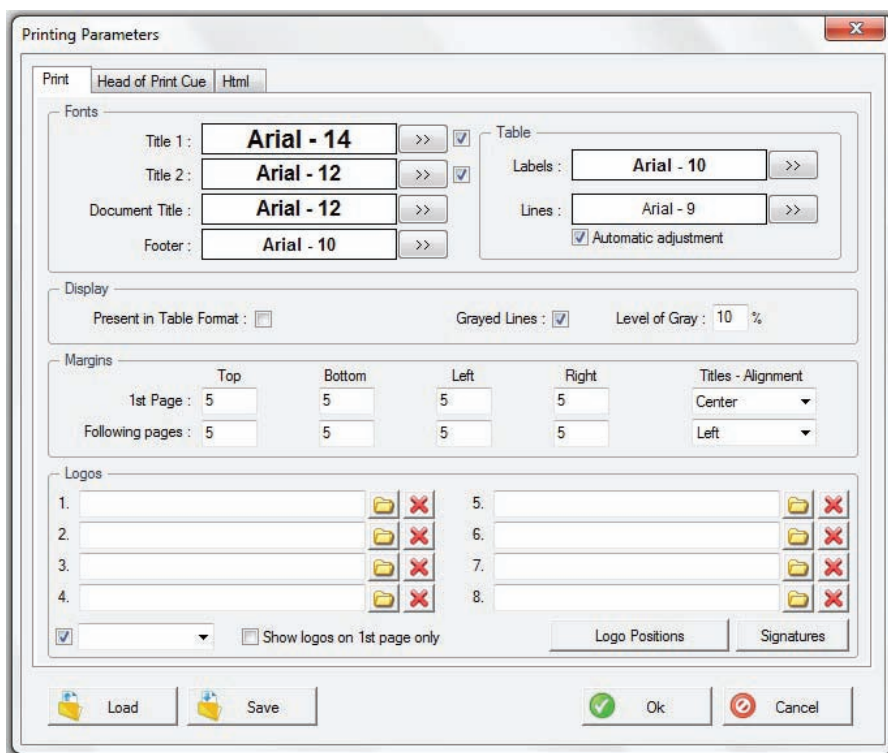 Printing Parameters
Print Head of Print Cue Html
Fonts
Title 1 : Arial - 14 >>
Title 2 : Arial - 12 >>
Document Title : Arial - 12 >>
Footer : Arial - 10 >>
Table
Labels : Arial - 10 >>
Lines : Arial - 9 >>
Automatic adjustment
Display
Present in Table Format : Grayed Lines : Level of Gray : 10 %
Margins
Top Bottom Left Right Titles - Alignment
1st Page : 5 5 5 5 Center
Following pages : 5 5 5 5 Left
Logos
1. 5.
2. 6.
3. 7.
4. 8.
Show logos on 1st page only Logo Positions Signatures
Load Save Ok Cancel